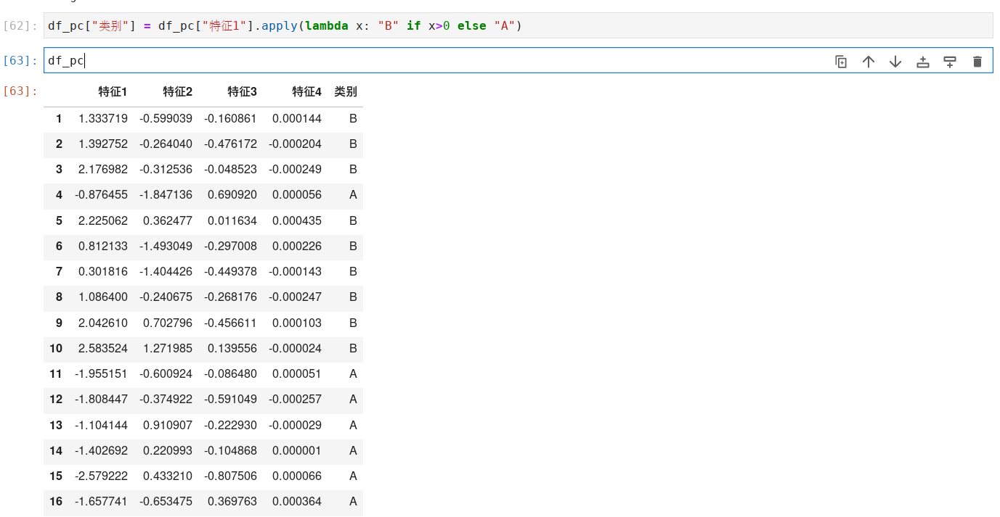 [62]: df_pc["类别"] = df_pc["特征1"].apply(lambda x: "B" if x>0 else "A")
[63]: df_pc
[63]: 特征1 特征2 特征3 特征4 类别
1 1.333719 -0.599039 -0.160861 0.000144 B
2 1.392752 -0.264040 -0.476172 -0.000204 B
3 2.176982 -0.312536 -0.048523 -0.000249 B
4 -0.876455 -1.847136 0.690920 0.000056 A
5 2.225062 0.362477 0.011634 0.000435 B
6 0.812133 -1.493049 -0.297008 0.000226 B
7 0.301816 -1.404426 -0.449378 -0.000143 B
8 1.086400 -0.240675 -0.268176 -0.000247 B
9 2.042610 0.702796 -0.456611 0.000103 B
10 2.583524 1.271985 0.139556 -0.000024 B
11 -1.955151 -0.600924 -0.086480 0.000051 A
12 -1.808447 -0.374922 -0.591049 -0.000257 A
13 -1.104144 0.910907 -0.222930 -0.000029 A
14 -1.402692 0.220993 -0.104868 0.000001 A
15 -2.579222 0.433210 -0.807506 0.000066 A
16 -1.657741 -0.653475 0.369763 0.000364 A